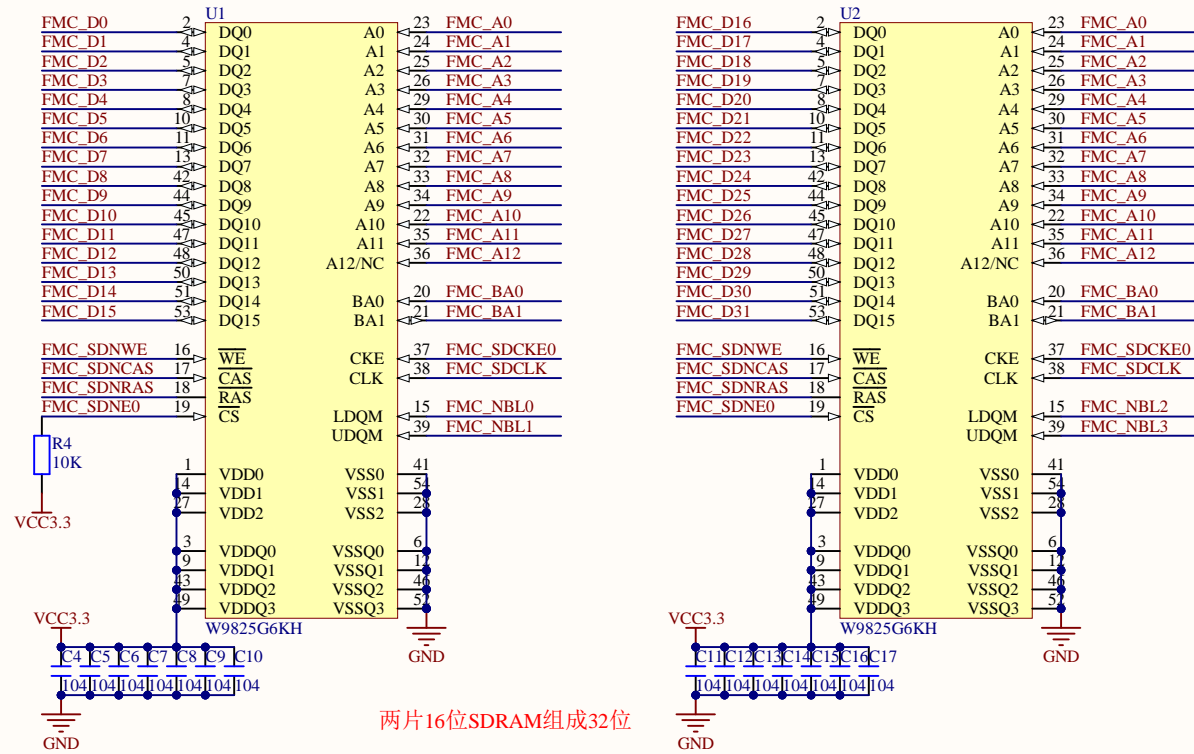 U1
FMC_D0 2 DQ0 A0 23 FMC_A0
FMC_D1 4 DQ1 A1 24 FMC_A1
FMC_D2 5 DQ2 A2 25 FMC_A2
FMC_D3 7 DQ3 A3 26 FMC_A3
FMC_D4 8 DQ4 A4 29 FMC_A4
FMC_D5 10 DQ5 A5 30 FMC_A5
FMC_D6 11 DQ6 A6 31 FMC_A6
FMC_D7 13 DQ7 A7 32 FMC_A7
FMC_D8 42 DQ8 A8 33 FMC_A8
FMC_D9 44 DQ9 A9 34 FMC_A9
FMC_D10 45 DQ10 A10 22 FMC_A10
FMC_D11 47 DQ11 A11 35 FMC_A11
FMC_D12 48 DQ12 A12/NC 36 FMC_A12
FMC_D13 50 DQ13
FMC_D14 51 DQ14 BA0 20 FMC_BA0
FMC_D15 53 DQ15 BA1 21 FMC_BA1
FMC_SDNWE 16 WE CKE 37 FMC_SDCKE0
FMC_SDNCAS 17 CAS CLK 38 FMC_SDCLK
FMC_SDNRAS 18 RAS
FMC_SDNE0 19 CS LDQM 15 FMC_NBL0
UDQM 39 FMC_NBL1
R4
10K
VCC3.3
1 VDD0 VSS0 41
14 VDD1 VSS1 54
27 VDD2 VSS2 28
3 VDDQ0 VSSQ0 6
9 VDDQ1 VSSQ1 12
43 VDDQ2 VSSQ2 46
49 VDDQ3 VSSQ3 52
W9825G6KH
VCC3.3
GND
C4 C5 C6 C7 C8 C9 C10
104 104 104 104 104 104 104
GND
U2
FMC_D16 2 DQ0 A0 23 FMC_A0
FMC_D17 4 DQ1 A1 24 FMC_A1
FMC_D18 5 DQ2 A2 25 FMC_A2
FMC_D19 7 DQ3 A3 26 FMC_A3
FMC_D20 8 DQ4 A4 29 FMC_A4
FMC_D21 10 DQ5 A5 30 FMC_A5
FMC_D22 11 DQ6 A6 31 FMC_A6
FMC_D23 13 DQ7 A7 32 FMC_A7
FMC_D24 42 DQ8 A8 33 FMC_A8
FMC_D25 44 DQ9 A9 34 FMC_A9
FMC_D26 45 DQ10 A10 22 FMC_A10
FMC_D27 47 DQ11 A11 35 FMC_A11
FMC_D28 48 DQ12 A12/NC 36 FMC_A12
FMC_D29 50 DQ13
FMC_D30 51 DQ14 BA0 20 FMC_BA0
FMC_D31 53 DQ15 BA1 21 FMC_BA1
FMC_SDNWE 16 WE CKE 37 FMC_SDCKE0
FMC_SDNCAS 17 CAS CLK 38 FMC_SDCLK
FMC_SDNRAS 18 RAS
FMC_SDNE0 19 CS LDQM 15 FMC_NBL2
UDQM 39 FMC_NBL3
1 VDD0 VSS0 41
14 VDD1 VSS1 54
27 VDD2 VSS2 28
3 VDDQ0 VSSQ0 6
9 VDDQ1 VSSQ1 12
43 VDDQ2 VSSQ2 46
49 VDDQ3 VSSQ3 52
W9825G6KH
VCC3.3
GND
C11 C12 C13 C14 C15 C16 C17
104 104 104 104 104 104 104
GND
两片16位SDRAM组成32位